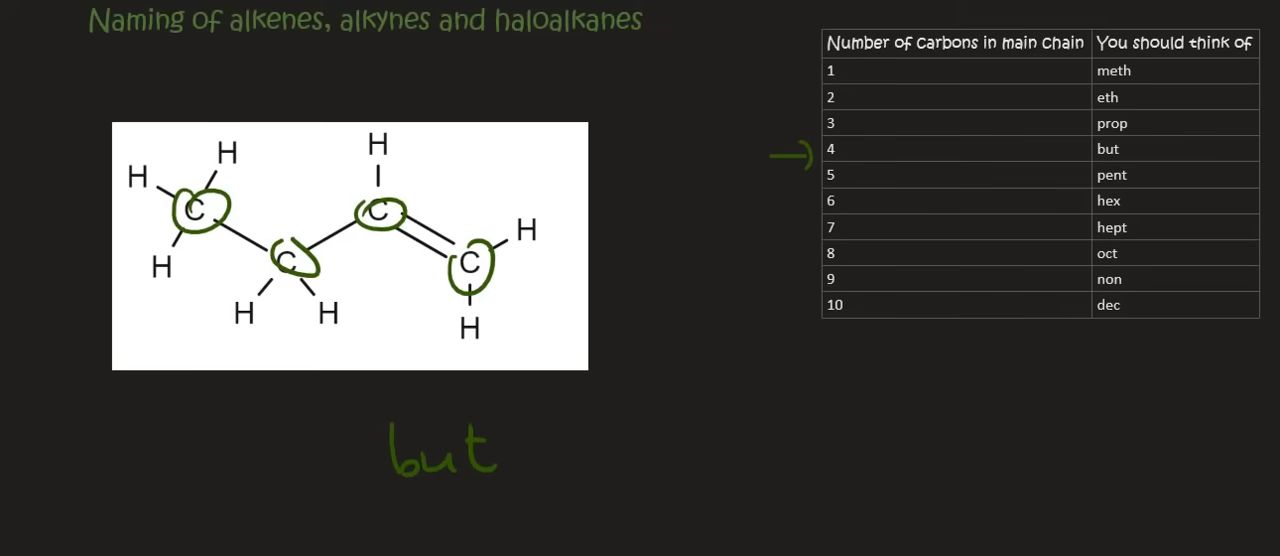 Naming of alkenes, alkynes and haloalkanes
Number of carbons in main chain You should think of
1 meth
2 eth
3 prop
4 but
5 pent
6 hex
7 hept
8 oct
9 non
10 dec
H
H
H
C
C
H
H
H
C
C
H
H
H
but